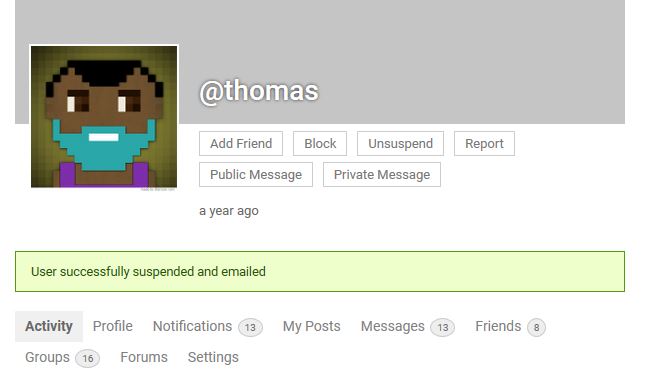 @thomas
Add Friend Block Unsuspend Report
Public Message Private Message
a year ago
User successfully suspended and emailed
Activity Profile Notifications 13 My Posts Messages 13 Friends 8
Groups 16 Forums Settings